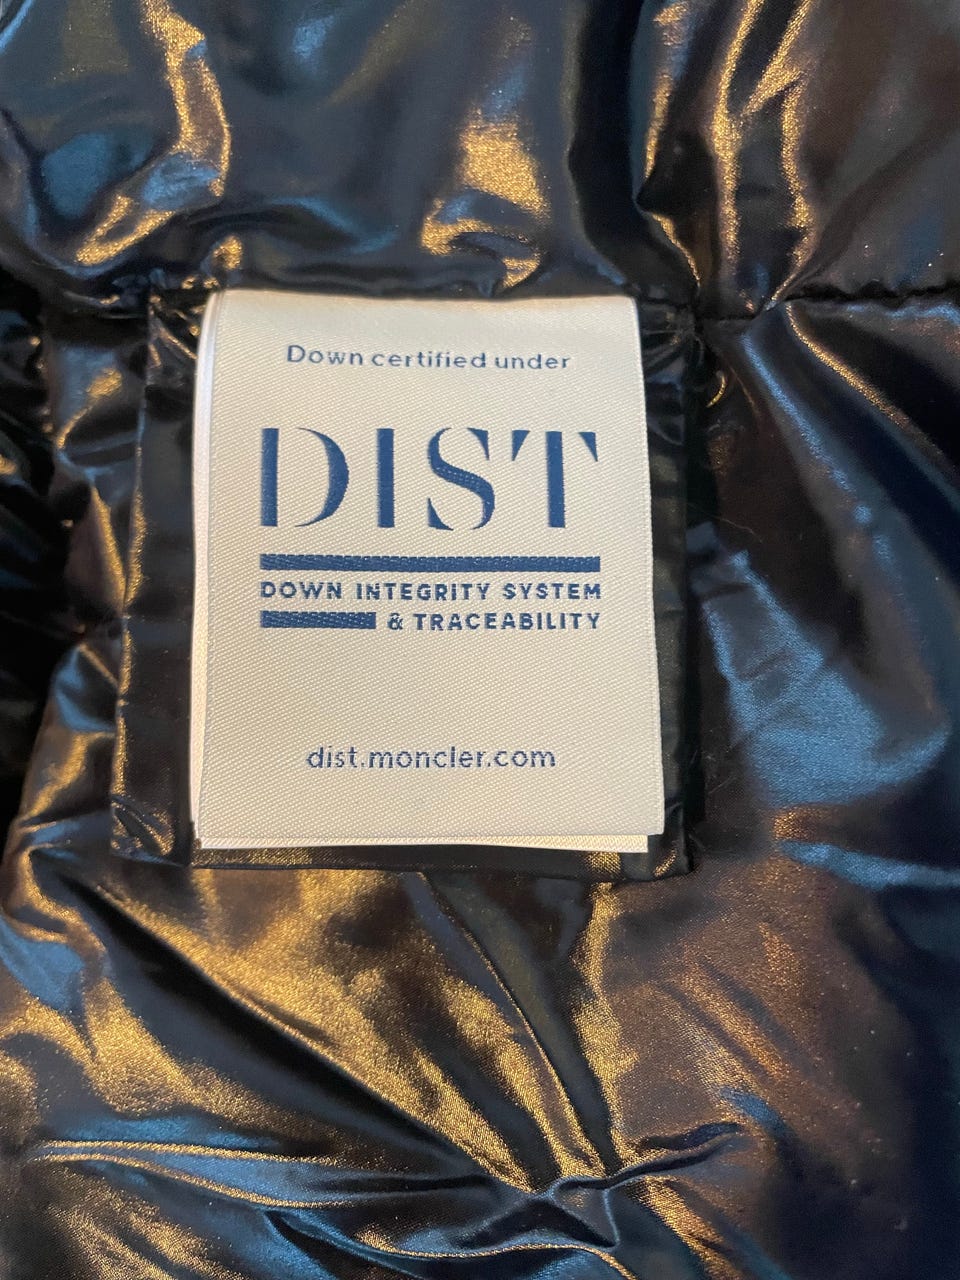 Down certified under
DIST
DOWN INTEGRITY SYSTEM
& TRACEABILITY
dist.moncler.com